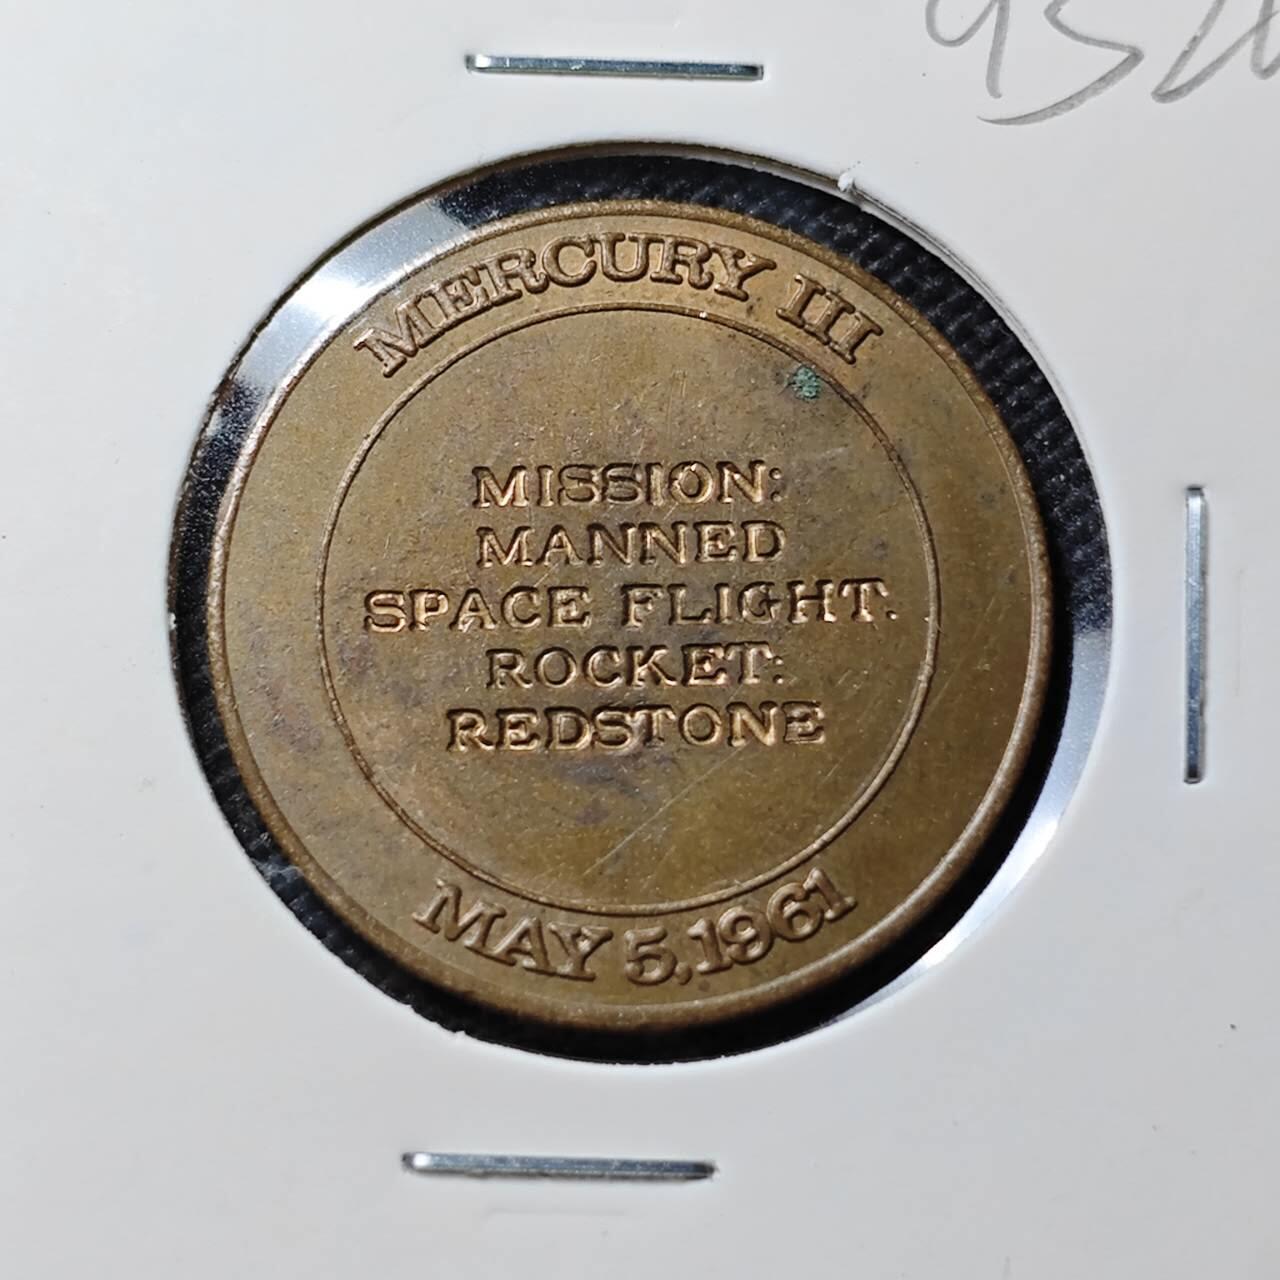 MERCURY III
MISSION:
MANNED
SPACE FLIGHT.
ROCKET:
REDSTONE
MAY 5, 1961